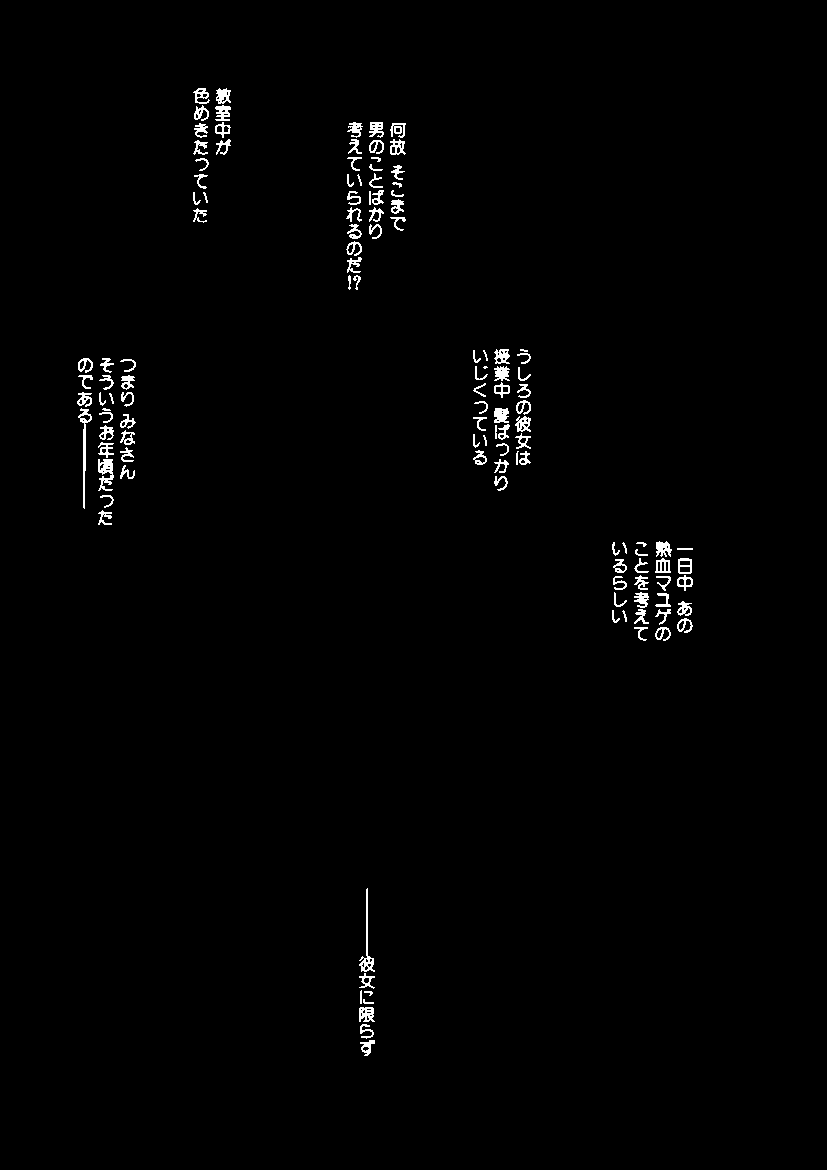 一日中 あの
熱血マユゲの
ことを考えて
いるらしい
うしろの彼女は
授業中 髪ばっかり
いじくっている
何故 そこまで
男のことばかり
考えていられるのだ!?
教室中が
色めきたっていた
つまり みなさん
そういうお年頃だった
のである――
――彼女に限らず